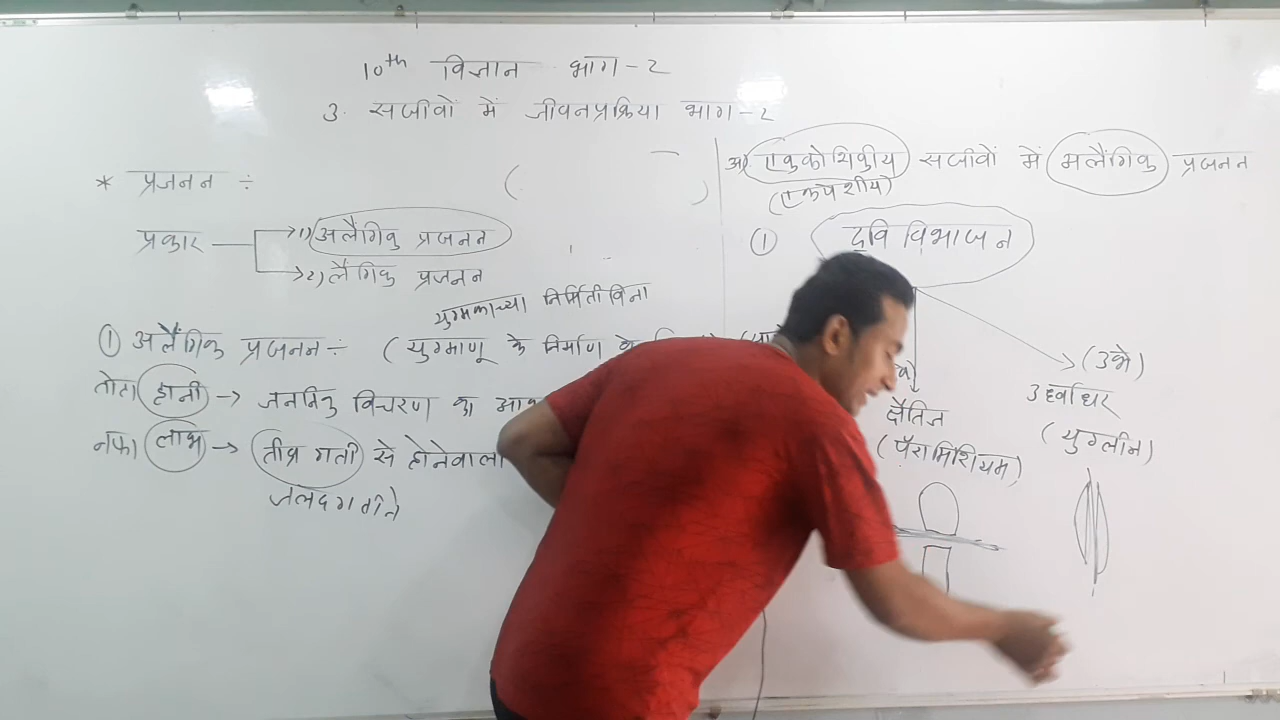 10th विज्ञान भाग-2
3. सजीवों में जीवनप्रक्रिया भाग-2
* प्रजनन ÷
प्रकार
1) अलैंगिक प्रजनन
2) लैंगिक प्रजनन
युग्मकाच्या निर्मितीविना
① अलैंगिक प्रजनन ÷ (युग्माणू के निर्माण
तोटा हानी → जननिक विचरण का
नफा लाभ → तीव्र गती से होनेवाला
जलदगतीने
अ) एककोशिकीय सजीवों में अलैंगिक प्रजनन
(एकपेशीय)
① द्वि विभाजन
क्षैतिज
(पॅरामिशियम)
(उभे)
उर्ध्वाधर
(युग्लीन)